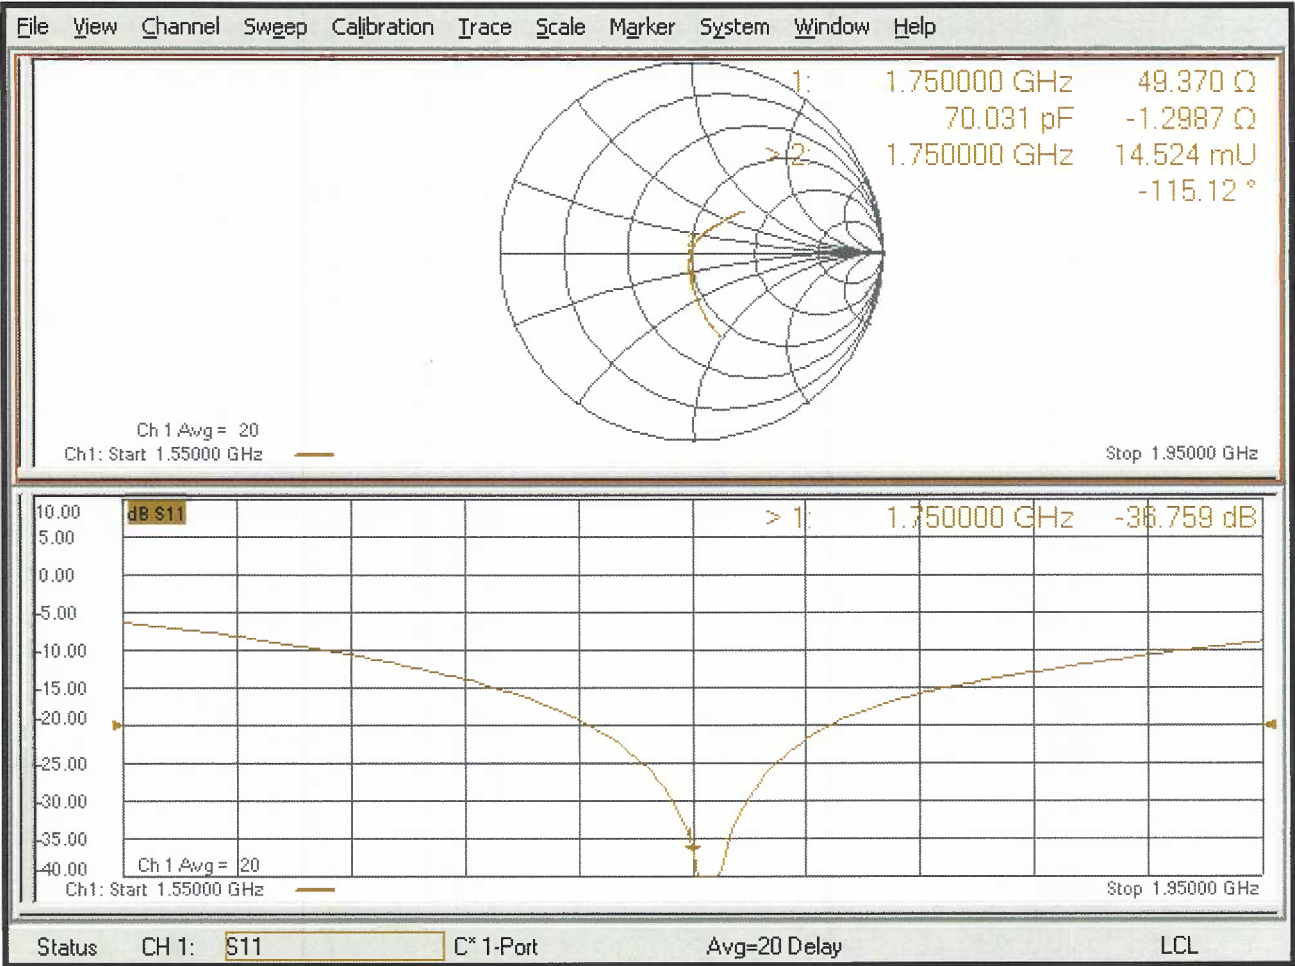 File View Channel Sweep Calibration Trace Scale Marker System Window Help
1: 1.750000 GHz 49.370 Ω
70.031 pF -1.2987 Ω
> 2: 1.750000 GHz 14.524 mU
-115.12 °
Ch 1 Avg = 20
Ch1: Start 1.55000 GHz
Stop 1.95000 GHz
10.00
dB S11
> 1: 1.750000 GHz -36.759 dB
5.00
0.00
-5.00
-10.00
-15.00
-20.00
-25.00
-30.00
-35.00
-40.00
Ch 1 Avg = 20
Ch1: Start 1.55000 GHz
Stop 1.95000 GHz
Status CH 1: S11 C* 1-Port Avg=20 Delay LCL